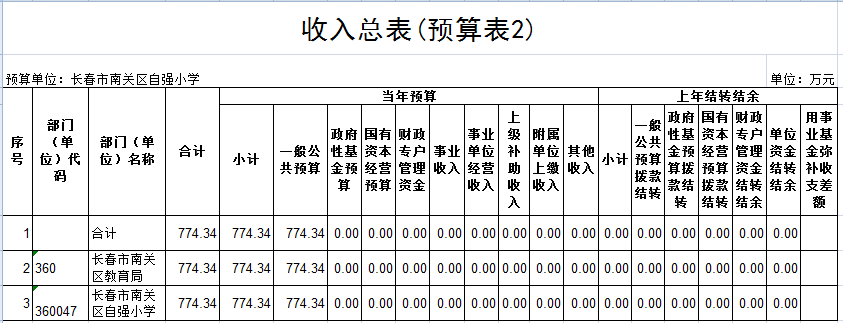 收入总表(预算表2)
预算单位：长春市南关区自强小学 单位：万元
序号 部门（单位）代码 部门（单位）名称 合计 当年预算 上年结转结余
小计 一般公共预算 政府性基金预算 国有资本经营预算 财政专户管理资金 事业收入 事业单位经营收入 上级补助收入 附属单位上缴收入 其他收入 小计 一般公共预算拨款结转 政府性基金预算拨款结转 国有资本经营预算拨款结转 财政专户管理资金结转结余 单位资金结转结余 用事业基金弥补收支差额
1 合计 774.34 774.34 774.34 0.00 0.00 0.00 0.00 0.00 0.00 0.00 0.00 0.00 0.00 0.00 0.00 0.00 0.00
2 360 长春市南关区教育局 774.34 774.34 774.34 0.00 0.00 0.00 0.00 0.00 0.00 0.00 0.00 0.00 0.00 0.00 0.00 0.00 0.00
3 360047 长春市南关区自强小学 774.34 774.34 774.34 0.00 0.00 0.00 0.00 0.00 0.00 0.00 0.00 0.00 0.00 0.00 0.00 0.00 0.00